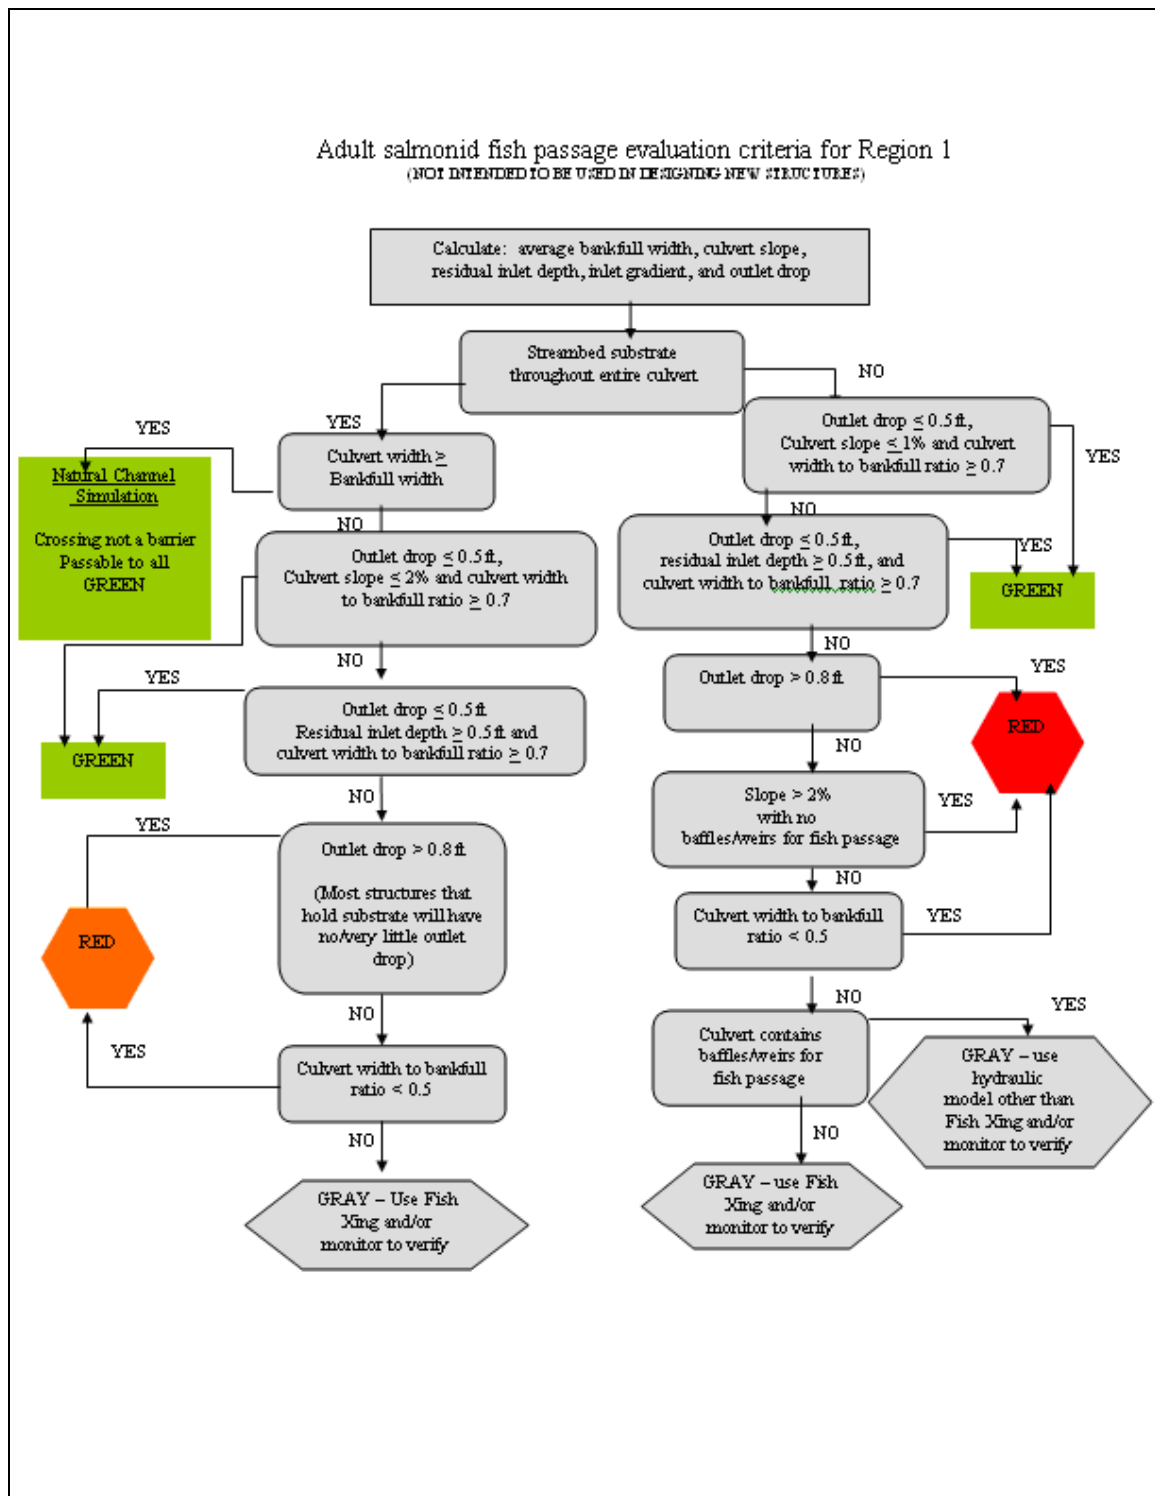 Adult salmonid fish passage evaluation criteria for Region 1
(NOT INTENDED TO BE USED IN DESIGNING NEW STRUCTURES)
Calculate: average bankfull width, culvert slope,
residual inlet depth, inlet gradient, and outlet drop
Streambed substrate
throughout entire culvert
NO
YES
YES
Culvert width ≥
Bankfull width
Natural Channel
Simulation
Crossing not a barrier
Passable to all
GREEN
NO
Outlet drop ≤ 0.5 ft,
Culvert slope ≤ 2% and culvert width
to bankfull ratio ≥ 0.7
NO
YES
Outlet drop ≤ 0.5 ft
Residual inlet depth ≥ 0.5 ft and
culvert width to bankfull ratio ≥ 0.7
GREEN
NO
YES
Outlet drop > 0.8 ft
(Most structures that
hold substrate will have
no/very little outlet
drop)
RED
NO
YES
Culvert width to bankfull
ratio < 0.5
NO
GRAY – Use Fish
Xing and/or
monitor to verify
Outlet drop ≤ 0.5 ft,
Culvert slope ≤ 1% and culvert
width to bankfull ratio ≥ 0.7
YES
NO
Outlet drop ≤ 0.5 ft,
residual inlet depth ≥ 0.5 ft, and
culvert width to bankfull ratio ≥ 0.7
YES
GREEN
NO
Outlet drop > 0.8 ft
YES
RED
NO
Slope > 2%
with no
baffles/weirs for fish passage
YES
NO
Culvert width to bankfull
ratio < 0.5
YES
NO
Culvert contains
baffles/weirs for
fish passage
YES
GRAY – use
hydraulic
model other than
Fish Xing and/or
monitor to verify
NO
GRAY – use Fish
Xing and/or
monitor to verify